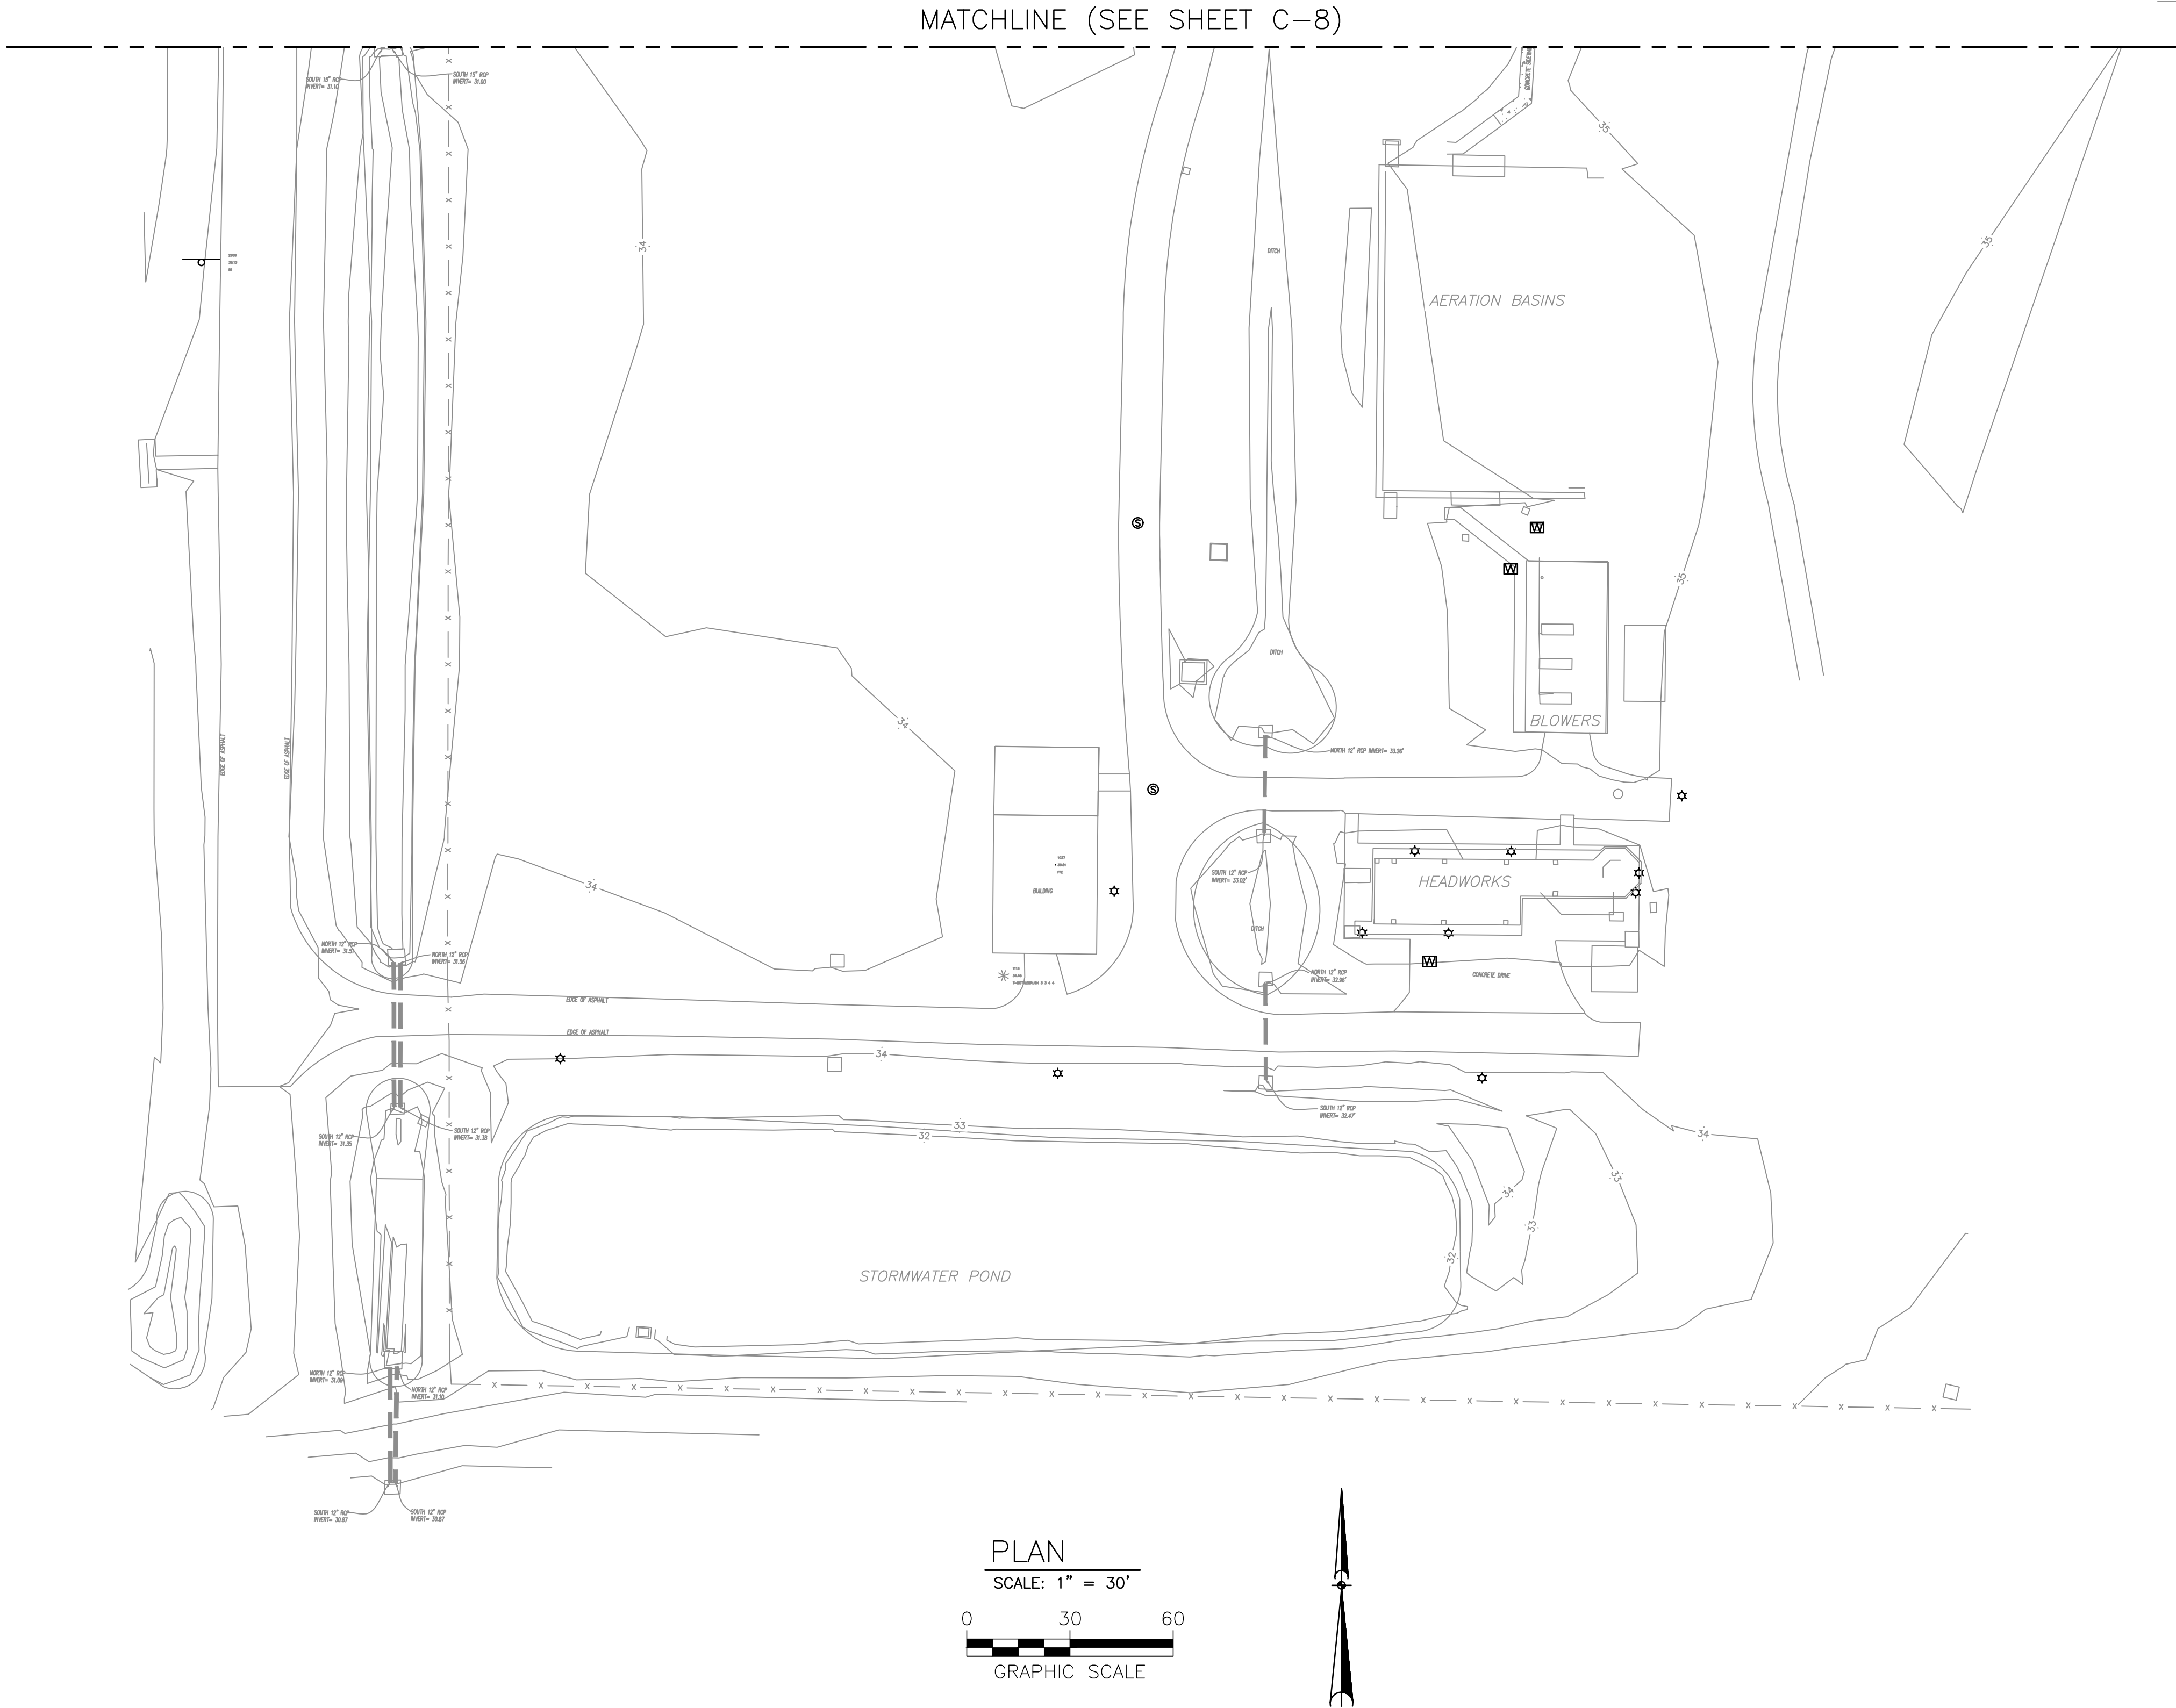 MATCHLINE (SEE SHEET C-8)
SOUTH 15" RCP
INVERT= 31.10
SOUTH 15" RCP
INVERT= 31.00
35
34
35
DITCH
AERATION BASINS
S
W
W
35
DITCH
34
BLOWERS
EDGE OF ASPHALT
EDGE OF ASPHALT
NORTH 12" RCP INVERT= 33.26'
S
34
BUILDING
SOUTH 12" RCP
INVERT= 33.02'
HEADWORKS
DITCH
NORTH 12" RCP
NORTH 12" RCP
INVERT= 31.56
W
CONCRETE DRIVE
NORTH 12" RCP
INVERT= 32.96'
EDGE OF ASPHALT
EDGE OF ASPHALT
34
SOUTH 12" RCP
INVERT= 32.47'
SOUTH 12" RCP
INVERT= 31.35
SOUTH 12" RCP
INVERT= 31.38
33
32
34
33
34
33
32
STORMWATER POND
NORTH 12" RCP
INVERT= 31.09
NORTH 12" RCP
INVERT= 31.10
SOUTH 12" RCP
INVERT= 30.87
SOUTH 12" RCP
INVERT= 30.87
PLAN
SCALE: 1" = 30'
0 30 60
GRAPHIC SCALE